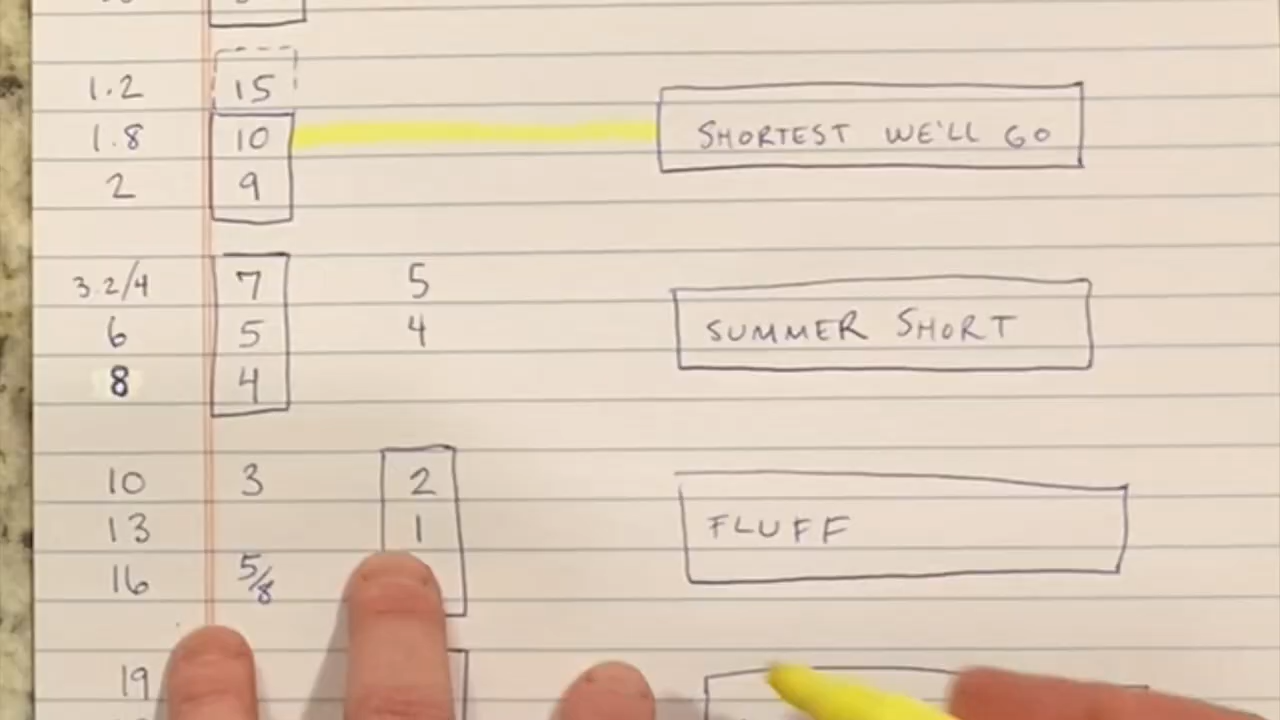 1.2 15
1.8 10 SHORTEST WE'LL GO
2 9
3.2/4 7 5
6 5 4 SUMMER SHORT
8 4
10 3 2
13 1 FLUFF
16 5/8
19